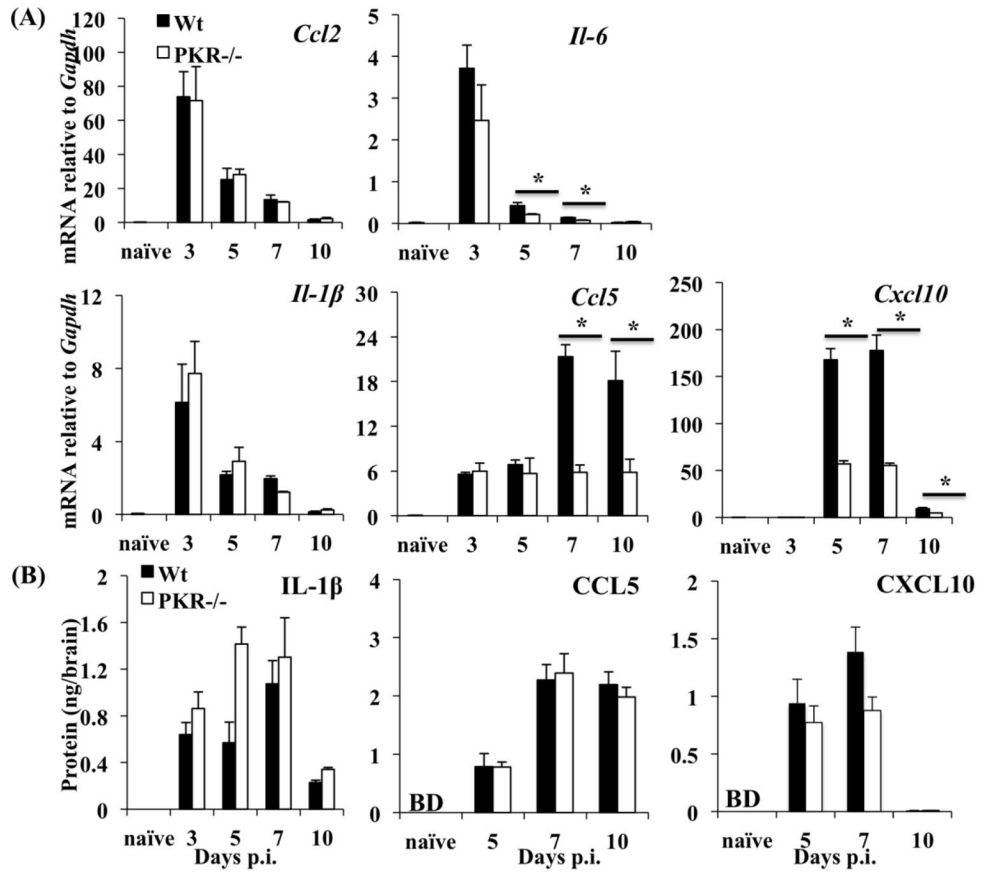 (A)
mRNA relative to Gapdh
Wt
PKR-/-
Ccl2
120
100
80
60
40
20
0
naïve 3 5 7 10
Il-6
5
4
3
2
1
0
* *
naïve 3 5 7 10
mRNA relative to Gapdh
Il-1β
12
8
4
0
naïve 3 5 7 10
Ccl5
30
24
18
12
6
0
* *
naïve 3 5 7 10
Cxcl10
250
200
150
100
50
0
* * *
naïve 3 5 7 10
(B)
Protein (ng/brain)
Wt
PKR-/-
IL-1β
2
1.6
1.2
0.8
0.4
0
naïve 3 5 7 10
Days p.i.
CCL5
4
3
2
1
0
BD
naïve 5 7 10
Days p.i.
CXCL10
2
1.5
1
0.5
0
BD
naïve 5 7 10
Days p.i.